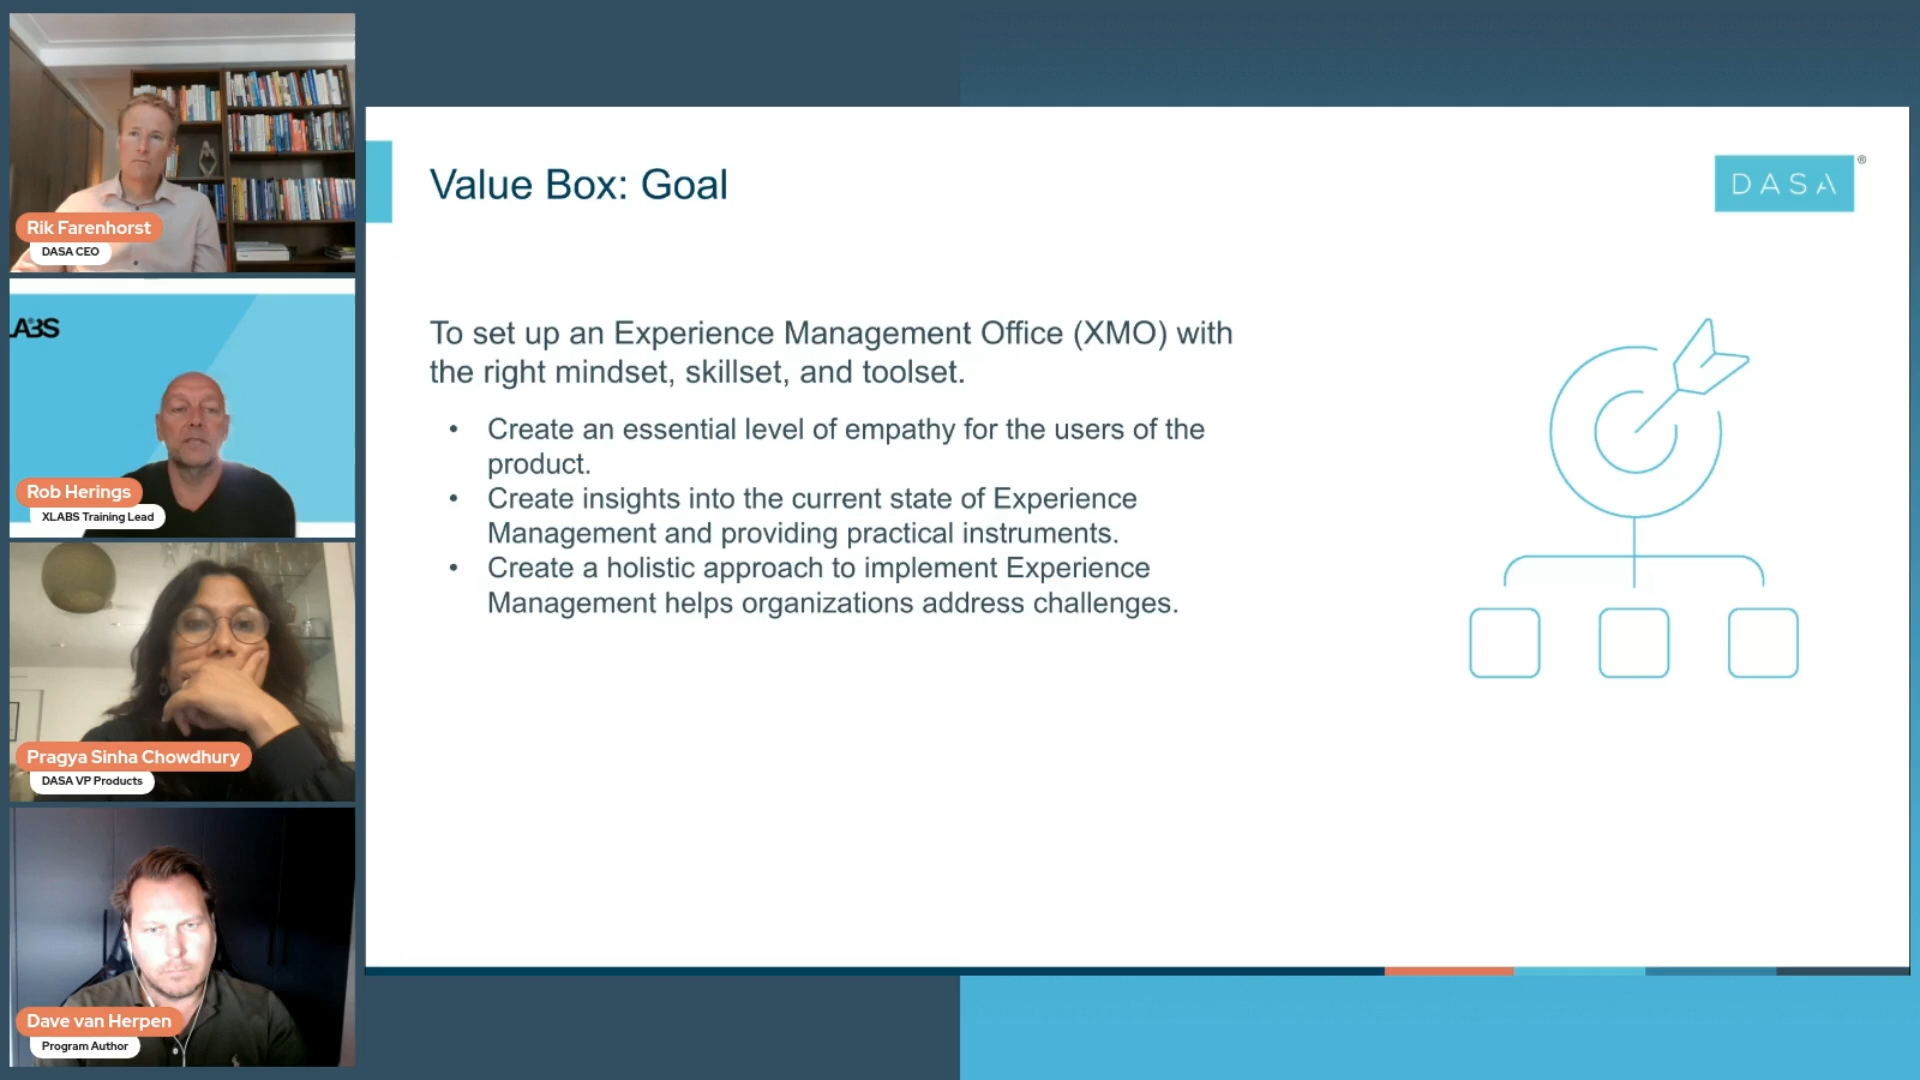 Rik Farenhorst
DASA CEO
LABS
Rob Herings
XLABS Training Lead
Pragya Sinha Chowdhury
DASA VP Products
Dave van Herpen
Program Author
Value Box: Goal
DASA®
To set up an Experience Management Office (XMO) with
the right mindset, skillset, and toolset.
• Create an essential level of empathy for the users of the
product.
• Create insights into the current state of Experience
Management and providing practical instruments.
• Create a holistic approach to implement Experience
Management helps organizations address challenges.